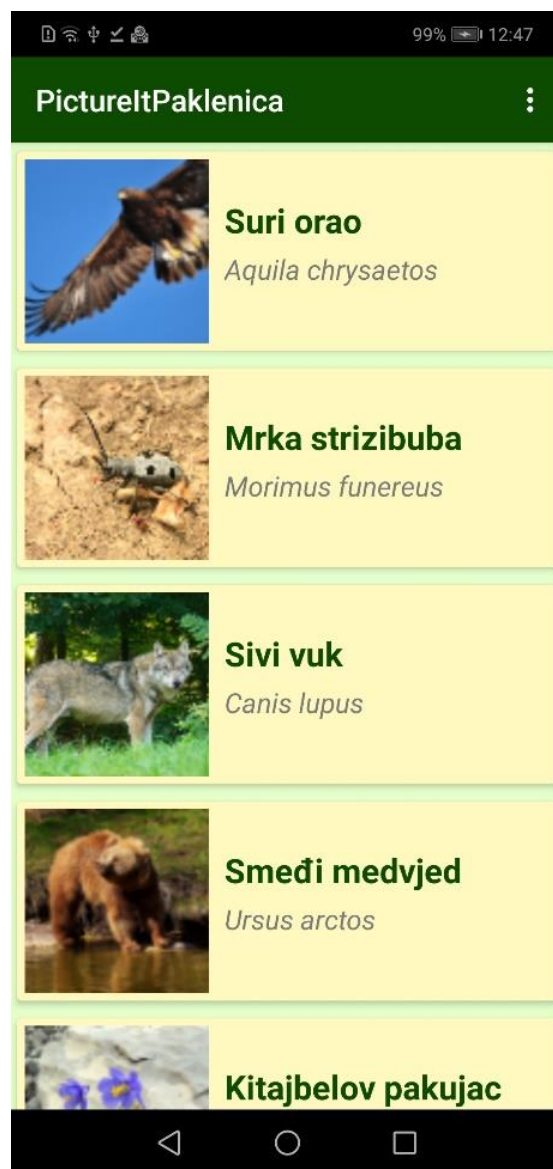 99% 12:47
PictureItPaklenica
Suri orao
Aquila chrysaetos
Mrka strizibuba
Morimus funereus
Sivi vuk
Canis lupus
Smeđi medvjed
Ursus arctos
Kitajbelov pakujac